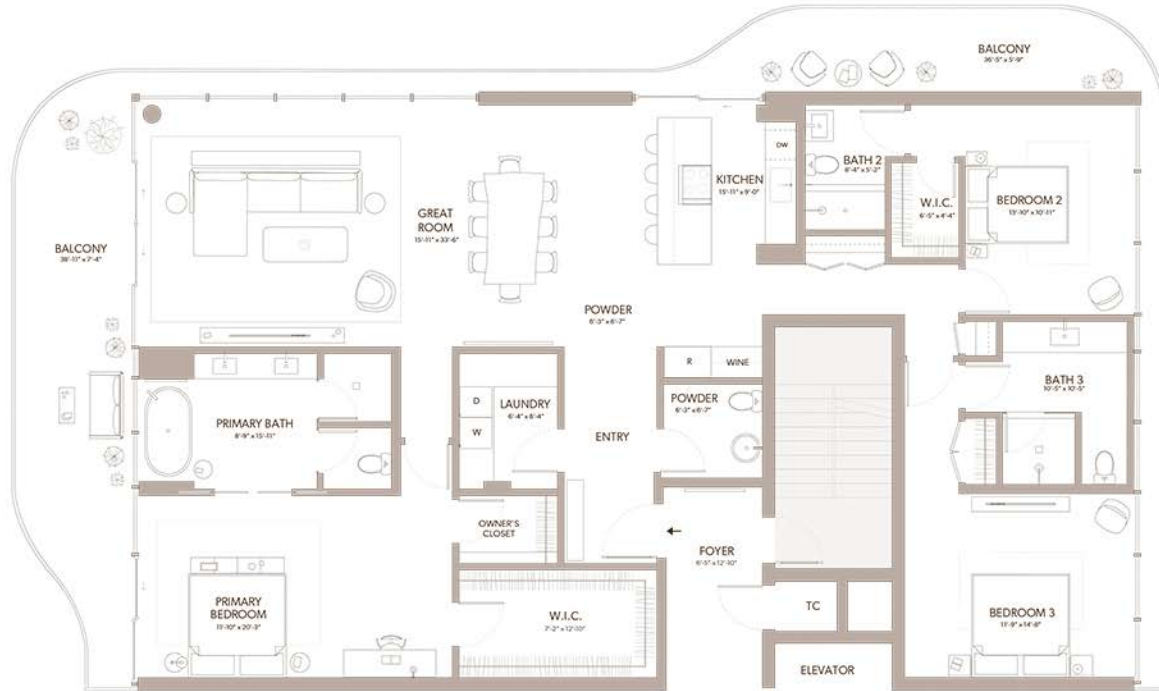 BALCONY
36'-5" x 5'-9"
DW
KITCHEN
15'-11" x 9'-0"
BATH 2
8'-4" x 5'-2"
W.I.C.
6'-5" x 4'-4"
BEDROOM 2
13'-10" x 10'-11"
GREAT
ROOM
15'-11" x 33'-6"
BALCONY
38'-11" x 7'-4"
POWDER
6'-3" x 6'-7"
R
WINE
D
W
LAUNDRY
6'-4" x 8'-4"
POWDER
6'-3" x 6'-7"
BATH 3
10'-5" x 10'-5"
PRIMARY BATH
8'-9" x 15'-11"
ENTRY
OWNER'S
CLOSET
FOYER
6'-5" x 12'-10"
PRIMARY
BEDROOM
11'-10" x 20'-3"
W.I.C.
7'-2" x 12'-10"
TC
BEDROOM 3
11'-9" x 14'-8"
ELEVATOR